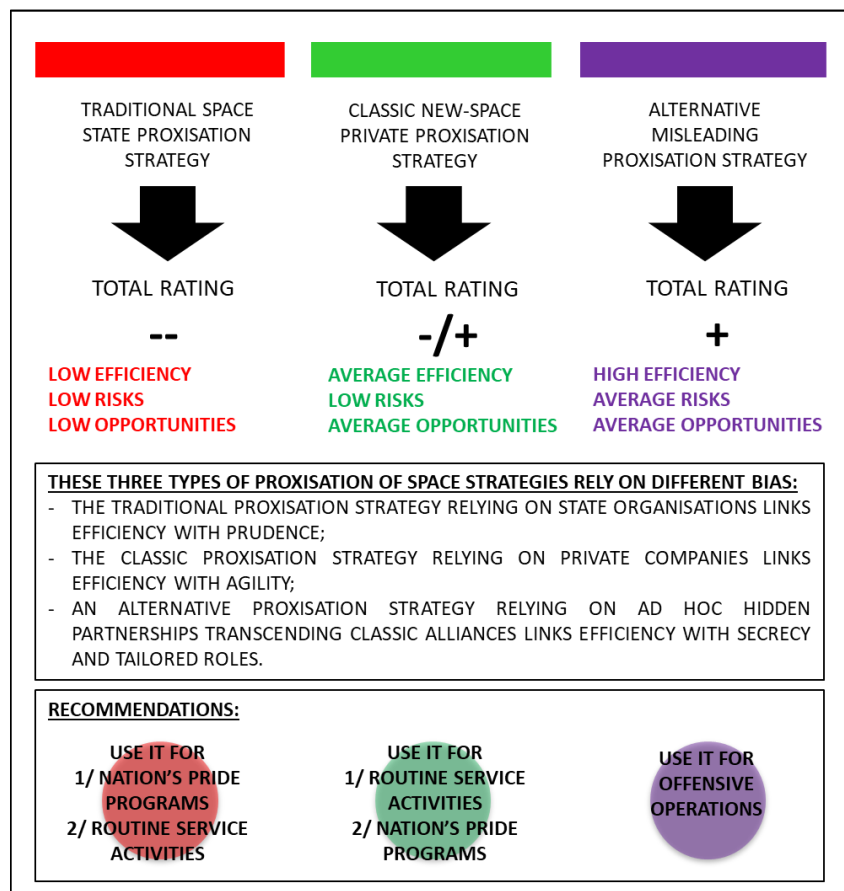 TRADITIONAL SPACE
STATE PROXISATION
STRATEGY
CLASSIC NEW-SPACE
PRIVATE PROXISATION
STRATEGY
ALTERNATIVE
MISLEADING
PROXISATION STRATEGY
TOTAL RATING
--
TOTAL RATING
-/+
TOTAL RATING
+
LOW EFFICIENCY
LOW RISKS
LOW OPPORTUNITIES
AVERAGE EFFICIENCY
LOW RISKS
AVERAGE OPPORTUNITIES
HIGH EFFICIENCY
AVERAGE RISKS
AVERAGE OPPORTUNITIES
THESE THREE TYPES OF PROXISATION OF SPACE STRATEGIES RELY ON DIFFERENT BIAS:
- THE TRADITIONAL PROXISATION STRATEGY RELYING ON STATE ORGANISATIONS LINKS
EFFICIENCY WITH PRUDENCE;
- THE CLASSIC PROXISATION STRATEGY RELYING ON PRIVATE COMPANIES LINKS
EFFICIENCY WITH AGILITY;
- AN ALTERNATIVE PROXISATION STRATEGY RELYING ON AD HOC HIDDEN
PARTNERSHIPS TRANSCENDING CLASSIC ALLIANCES LINKS EFFICIENCY WITH SECRECY
AND TAILORED ROLES.
RECOMMENDATIONS:
USE IT FOR
1/ NATION'S PRIDE
PROGRAMS
2/ ROUTINE SERVICE
ACTIVITIES
USE IT FOR
1/ ROUTINE SERVICE
ACTIVITIES
2/ NATION'S PRIDE
PROGRAMS
USE IT FOR
OFFENSIVE
OPERATIONS